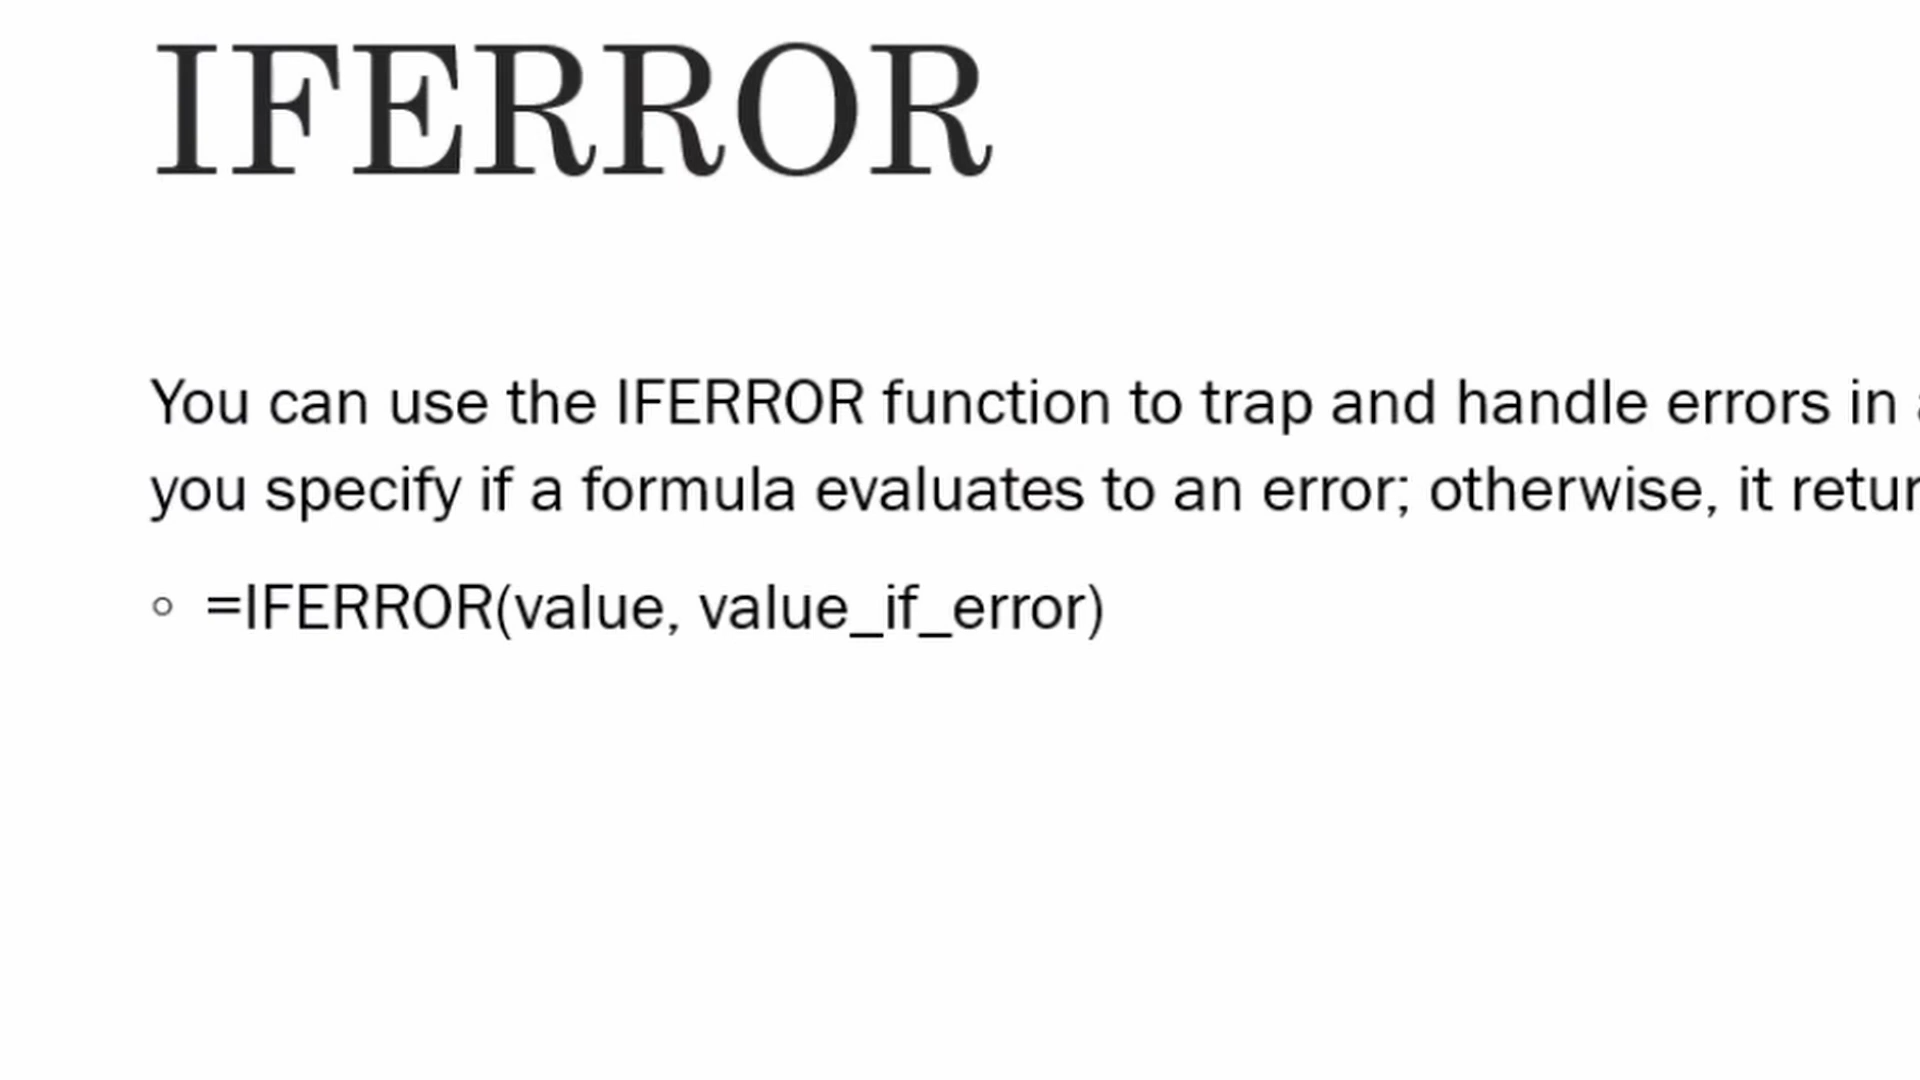 IFERROR
You can use the IFERROR function to trap and handle errors in
you specify if a formula evaluates to an error; otherwise, it
◦ =IFERROR(value, value_if_error)